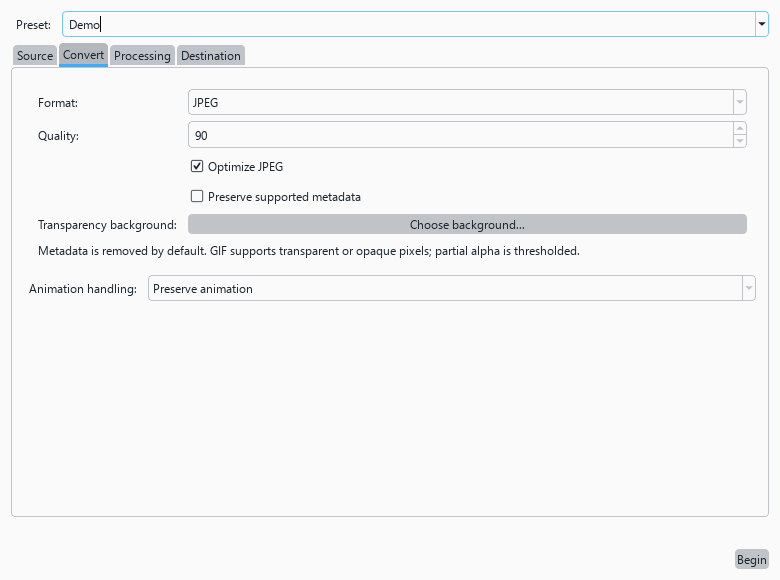 Preset: Demo
Source Convert Processing Destination
Format: JPEG
Quality: 90
Optimize JPEG
Preserve supported metadata
Transparency background: Choose background...
Metadata is removed by default. GIF supports transparent or opaque pixels; partial alpha is thresholded.
Animation handling: Preserve animation
Begin